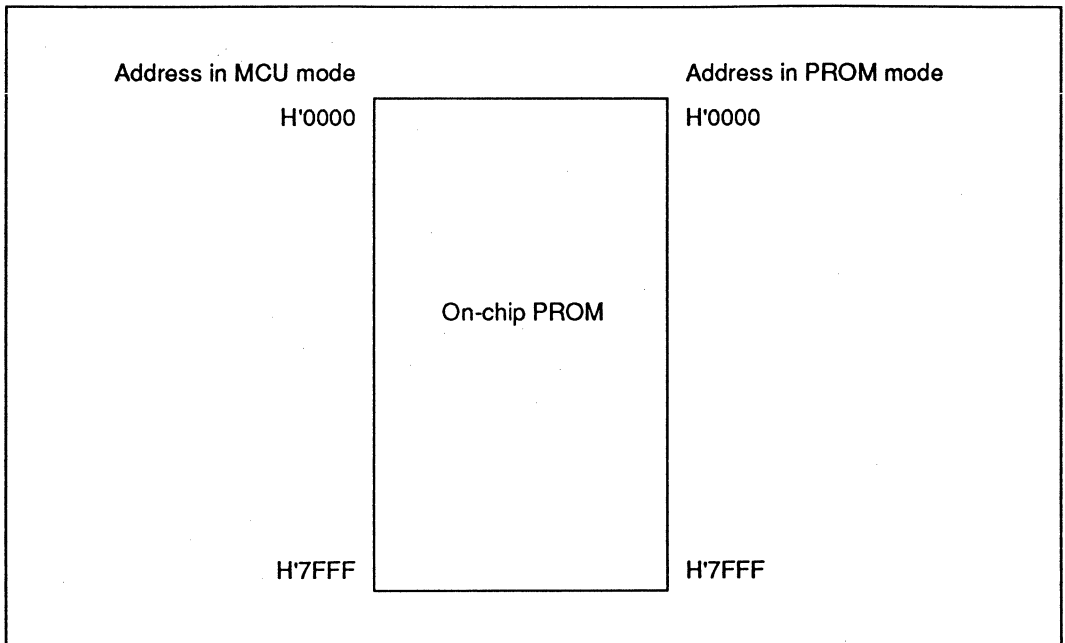 Address in MCU mode
Address in PROM mode
H'0000
H'0000
On-chip PROM
H'7FFF
H'7FFF